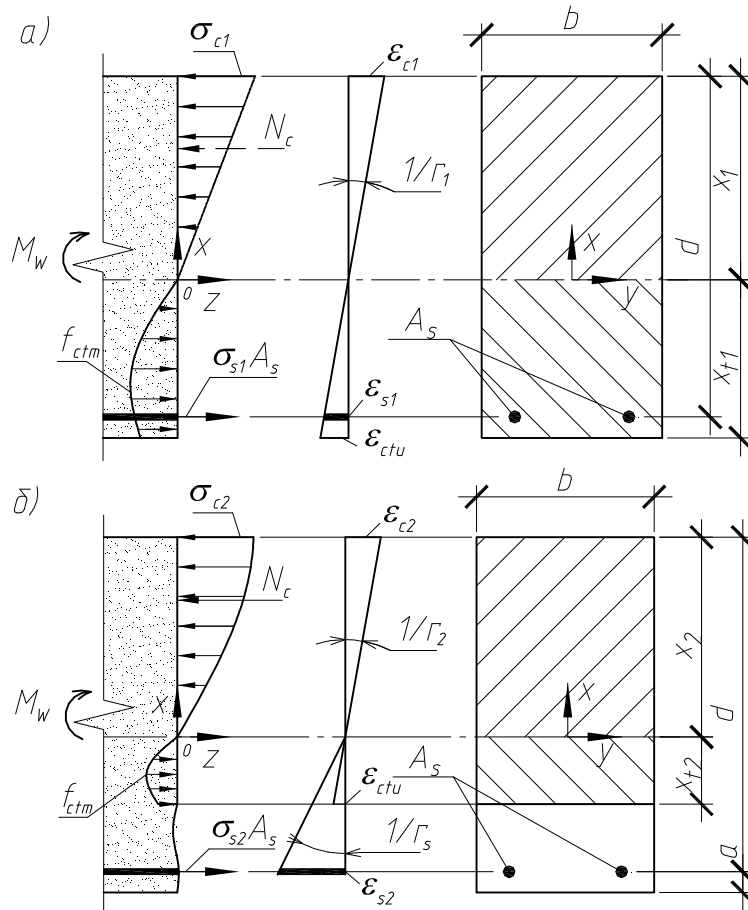 а)
σc1
εc1
b
Nc
1/r1
x1
d
Mw
x
x
0
z
y
fctm
As
σs1As
εs1
xt1
εctu
б)
σc2
εc2
b
Nc
1/r2
x2
d
Mw
x
x
0
z
y
fctm
εctu
As
xt2
σs2As
1/rs
a
εs2